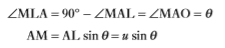 ∠MLA = 90° − ∠MAL = ∠MAO = θ
AM = AL sin θ = u sin θ